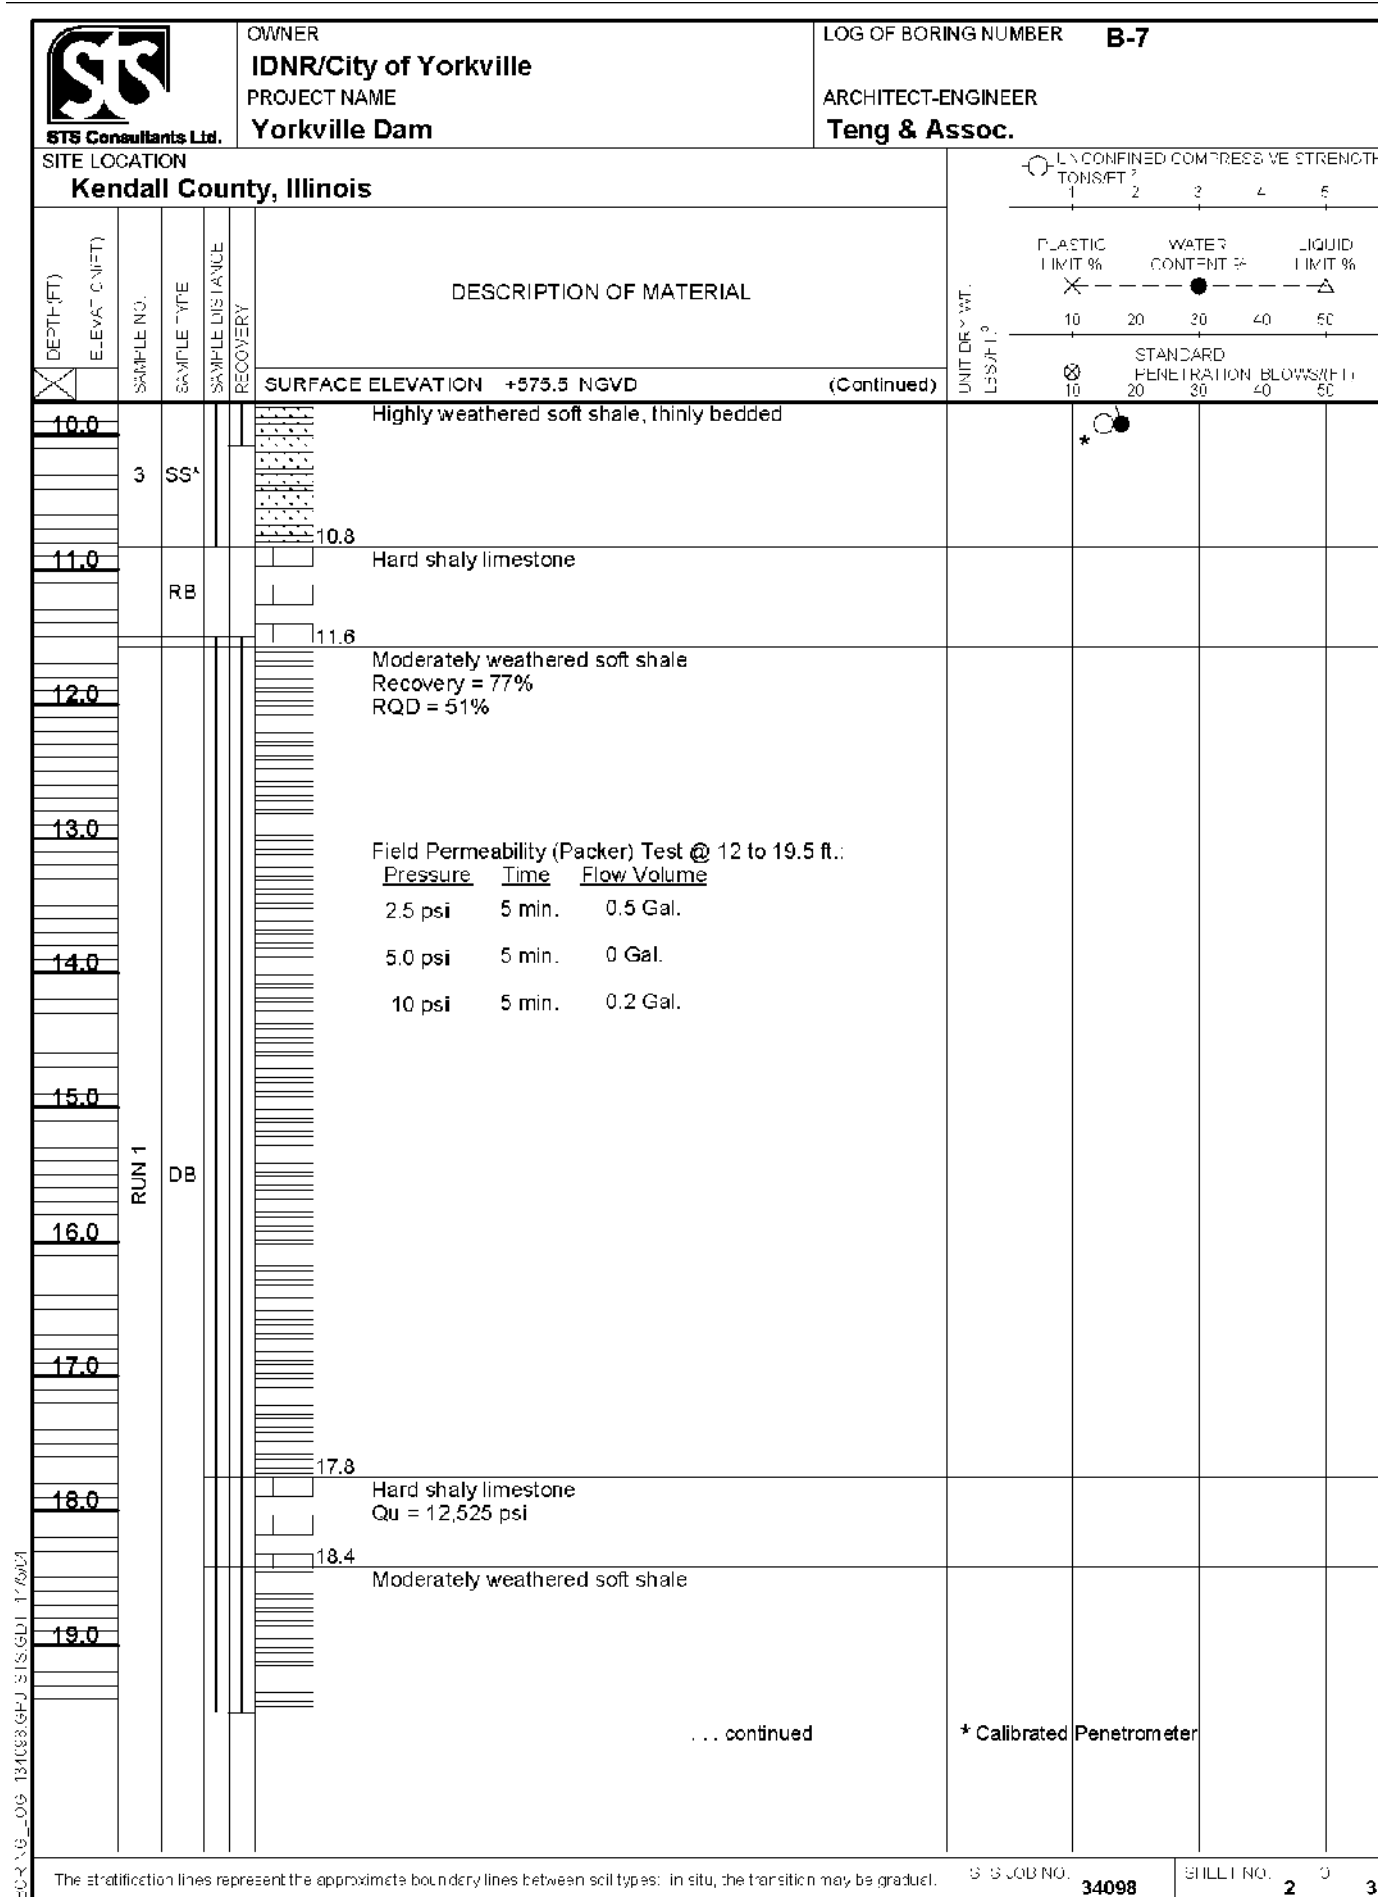 STS
STS Consultants Ltd.
OWNER
IDNR/City of Yorkville
PROJECT NAME
Yorkville Dam
LOG OF BORING NUMBER B-7
ARCHITECT-ENGINEER
Teng & Assoc.
SITE LOCATION
Kendall County, Illinois
UNCONFINED COMPRESSIVE STRENGTH
TONS/FT.2
1 2 3 4 5
PLASTIC LIMIT % WATER CONTENT % LIQUID LIMIT %
10 20 30 40 50
STANDARD
PENETRATION BLOWS/(FT)
10 20 30 40 50
DEPTH(FT)
ELEVATION(FT)
SAMPLE NO.
SAMPLE TYPE
SAMPLE DISTANCE
RECOVERY
DESCRIPTION OF MATERIAL
UNIT DRY WT.
LBS/FT.3
SURFACE ELEVATION +575.5 NGVD (Continued)
10.0
Highly weathered soft shale, thinly bedded
*
3 SS
10.8
11.0
Hard shaly limestone
RB
11.6
Moderately weathered soft shale
Recovery = 77%
RQD = 51%
12.0
13.0
Field Permeability (Packer) Test @ 12 to 19.5 ft.:
Pressure Time Flow Volume
2.5 psi 5 min. 0.5 Gal.
5.0 psi 5 min. 0 Gal.
14.0
10 psi 5 min. 0.2 Gal.
15.0
RUN 1 DB
16.0
17.0
17.8
18.0
Hard shaly limestone
Qu = 12,525 psi
18.4
Moderately weathered soft shale
19.0
. . . continued
* Calibrated Penetrometer
The stratification lines represent the approximate boundary lines between soil types: in situ, the transition may be gradual.
STS JOB NO. 34098
SHEET NO. 2 3